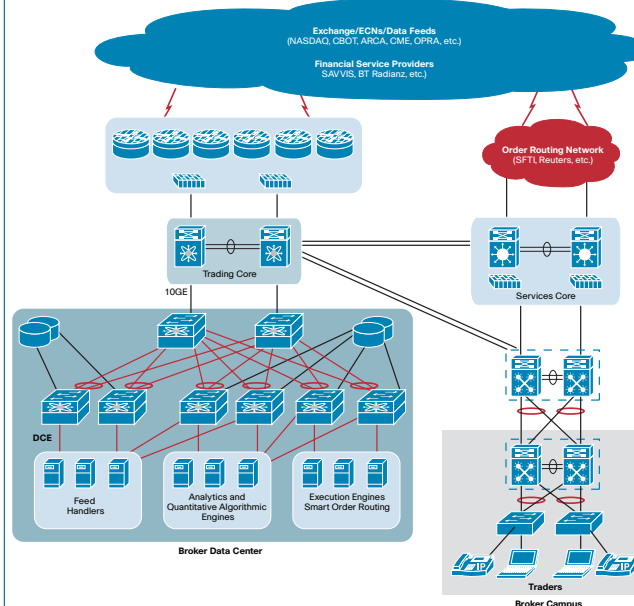 Exchange/ECNs/Data Feeds
(NASDAQ, CBOT, ARCA, CME, OPRA, etc.)
Financial Service Providers
SAVVIS, BT Radianz, etc.)
Order Routing Network
(SFTI, Reuters, etc.)
Trading Core
Services Core
10GE
DCE
Feed
Handlers
Analytics and
Quantitative Algorithmic
Engines
Execution Engines
Smart Order Routing
Broker Data Center
IP
IP
Traders
Broker Campus